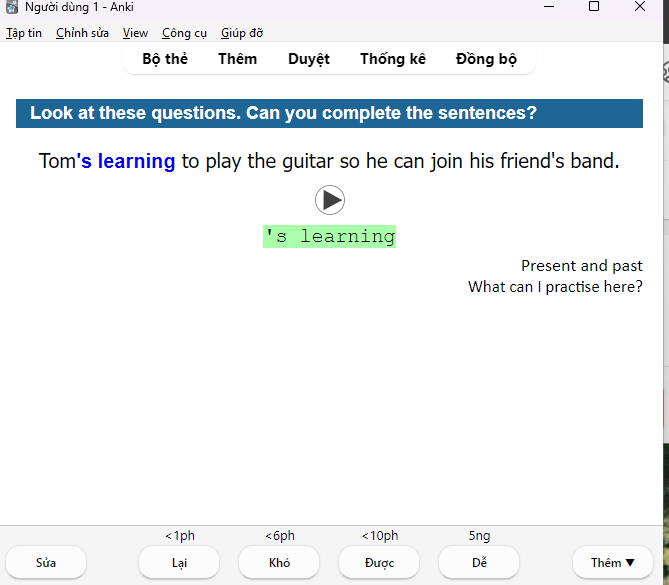 Người dùng 1 - Anki
Tập tin Chỉnh sửa View Công cụ Giúp đỡ
Bộ thẻ Thêm Duyệt Thống kê Đồng bộ
Look at these questions. Can you complete the sentences?
Tom's learning to play the guitar so he can join his friend's band.
's learning
Present and past
What can I practise here?
<1ph <6ph <10ph 5ng
Sửa Lại Khó Được Dễ Thêm ▼